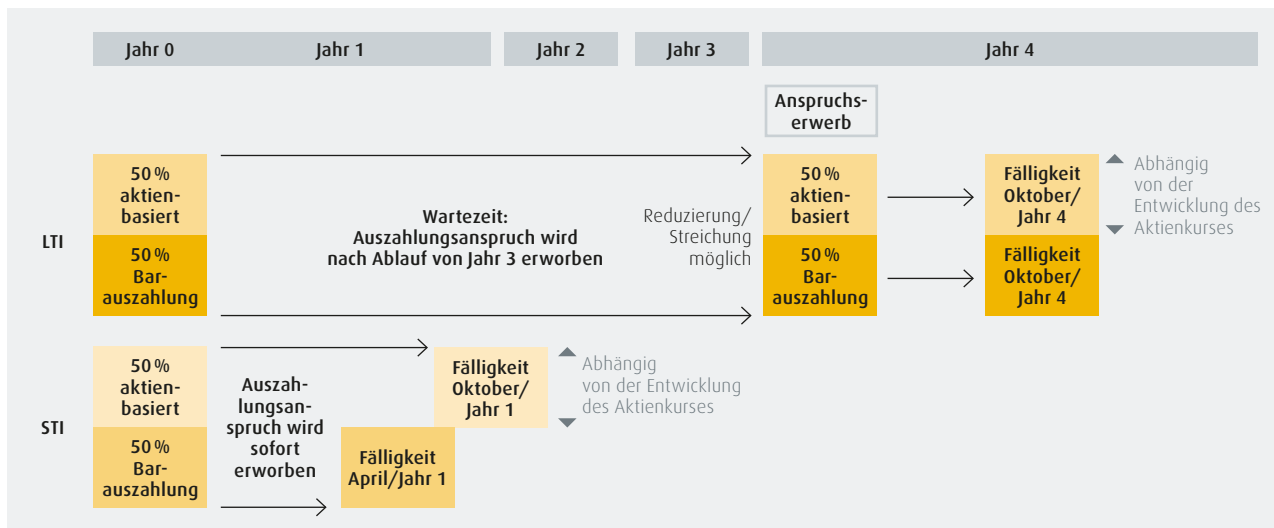 Jahr 0
Jahr 1
Jahr 2
Jahr 3
Jahr 4
Anspruchs-
erwerb
LTI
50 %
aktien-
basiert
50 %
Bar-
auszahlung
Wartezeit:
Auszahlungsanspruch wird
nach Ablauf von Jahr 3 erworben
Reduzierung/
Streichung
möglich
50 %
aktien-
basiert
50 %
Bar-
auszahlung
Fälligkeit
Oktober/
Jahr 4
Fälligkeit
Oktober/
Jahr 4
Abhängig
von der
Entwicklung des
Aktienkurses
STI
50 %
aktien-
basiert
50 %
Bar-
auszahlung
Auszah-
lungsan-
spruch wird
sofort
erworben
Fälligkeit
Oktober/
Jahr 1
Fälligkeit
April/Jahr 1
Abhängig
von der Entwicklung
des Aktienkurses